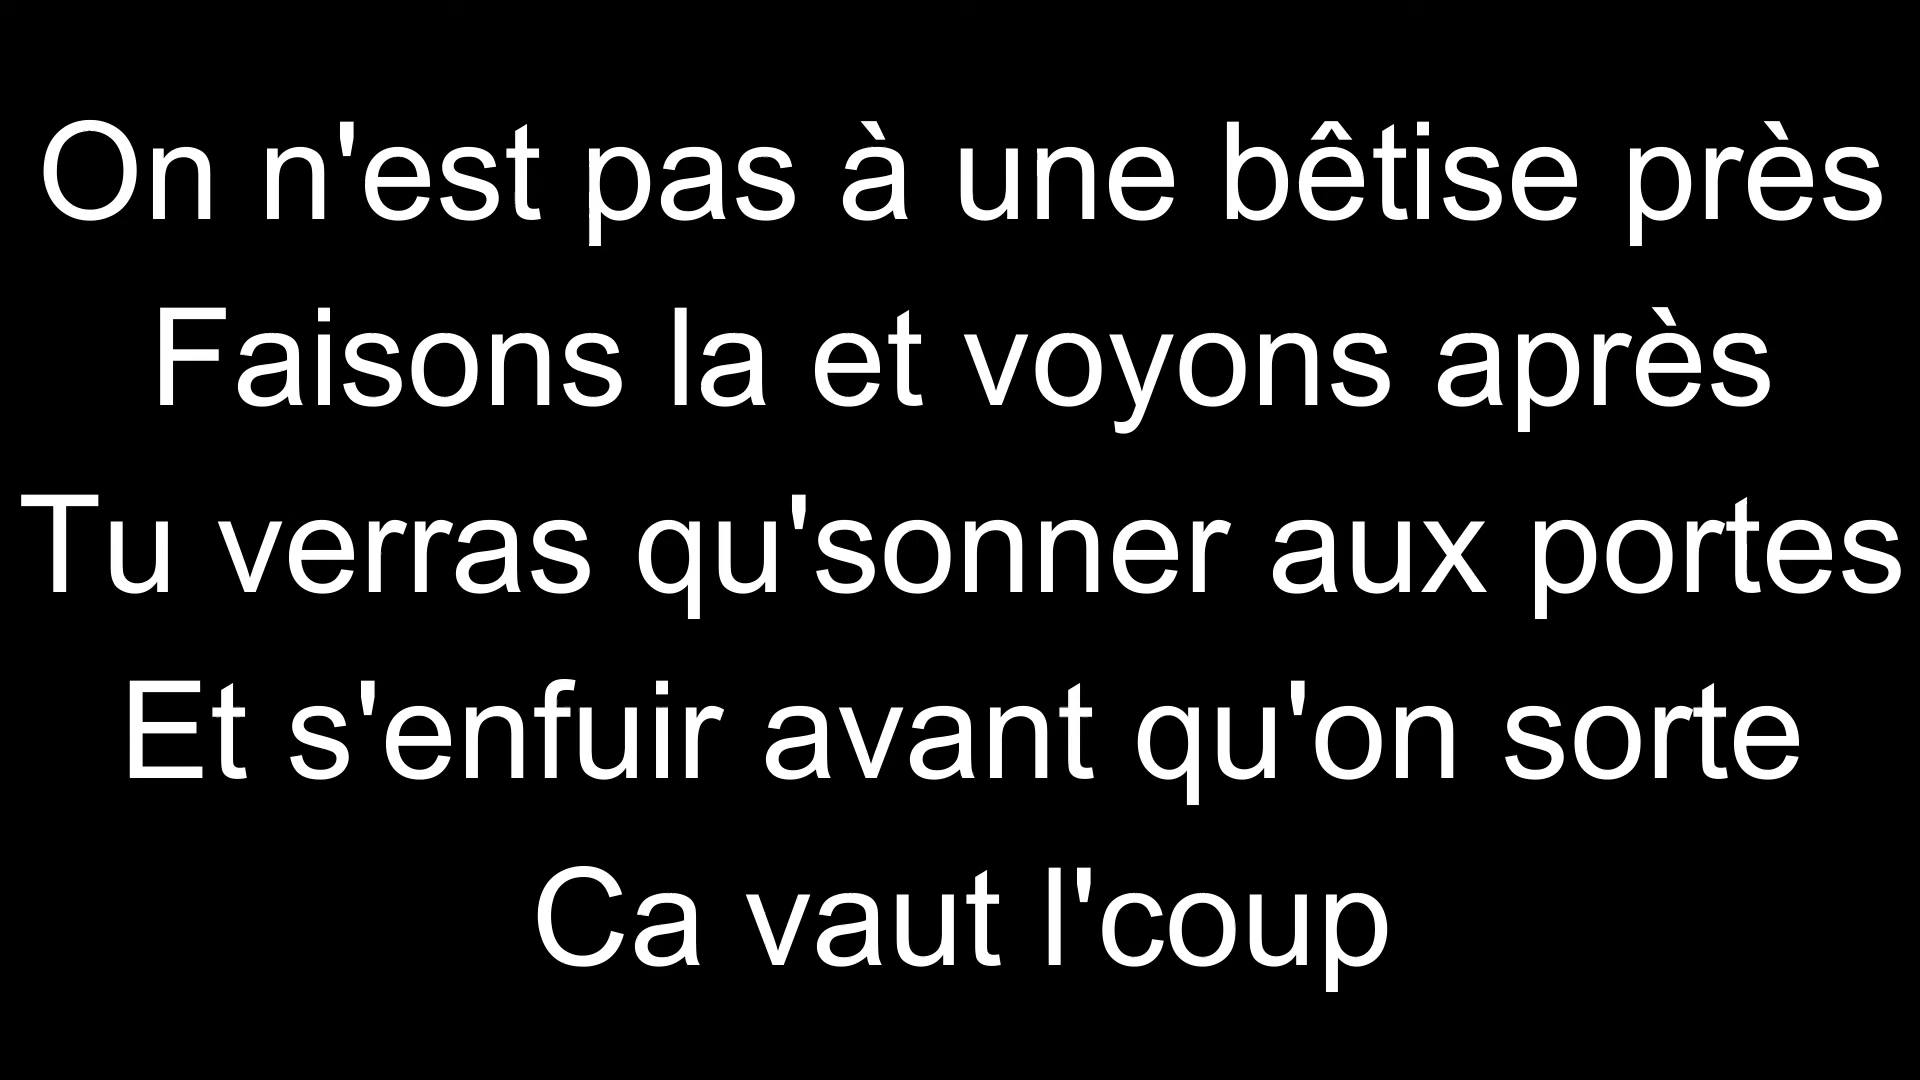 On n'est pas à une bêtise près
Faisons la et voyons après
Tu verras qu'sonner aux portes
Et s'enfuir avant qu'on sorte
Ca vaut l'coup